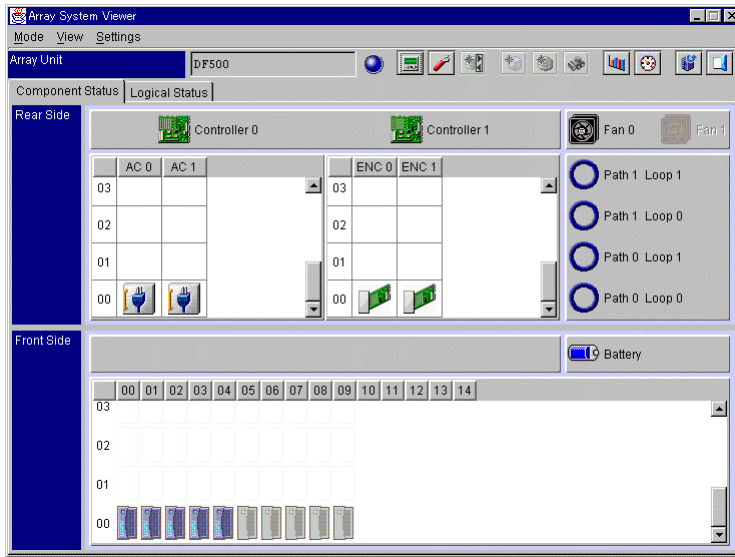 Array System Viewer
Mode View Settings
Array Unit DF500
Component Status Logical Status
Rear Side
Controller 0 Controller 1 Fan 0 Fan 1
AC 0 AC 1 ENC 0 ENC 1
03 03 Path 1 Loop 1
02 02 Path 1 Loop 0
01 01 Path 0 Loop 1
00 00 Path 0 Loop 0
Front Side
Battery
00 01 02 03 04 05 06 07 08 09 10 11 12 13 14
03
02
01
00